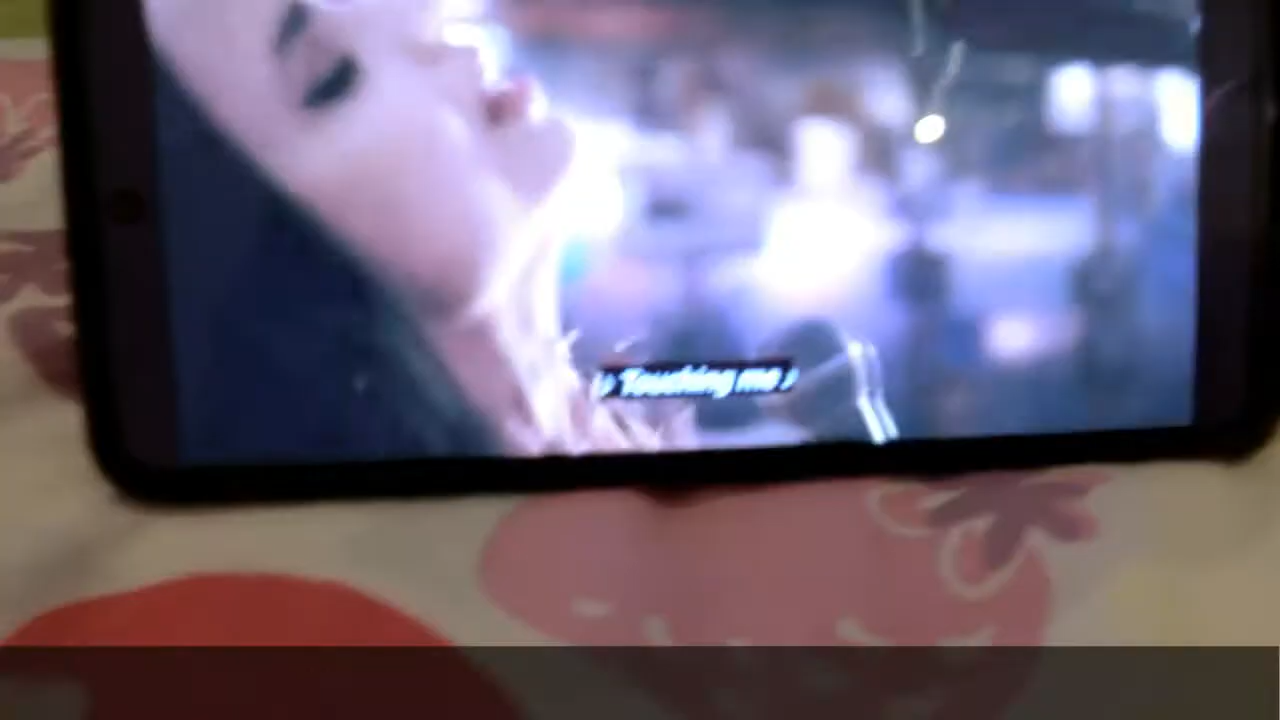 ♪ Touching me ♪